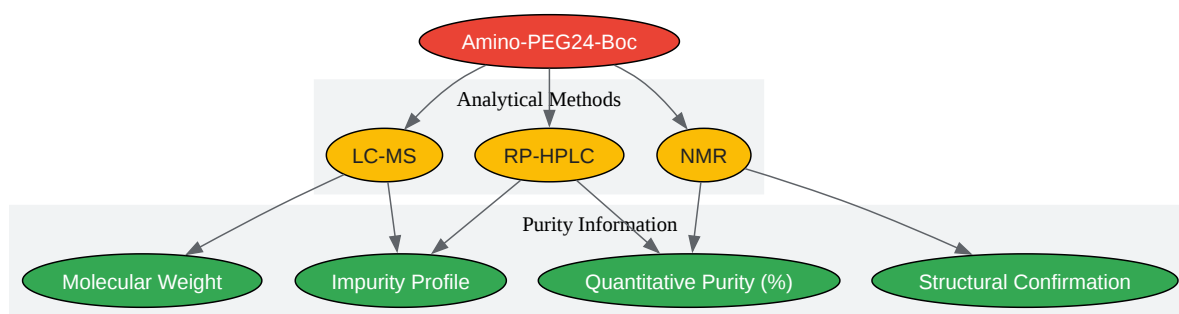 Amino-PEG24-Boc
Analytical Methods
LC-MS
RP-HPLC
NMR
Purity Information
Molecular Weight
Impurity Profile
Quantitative Purity (%)
Structural Confirmation